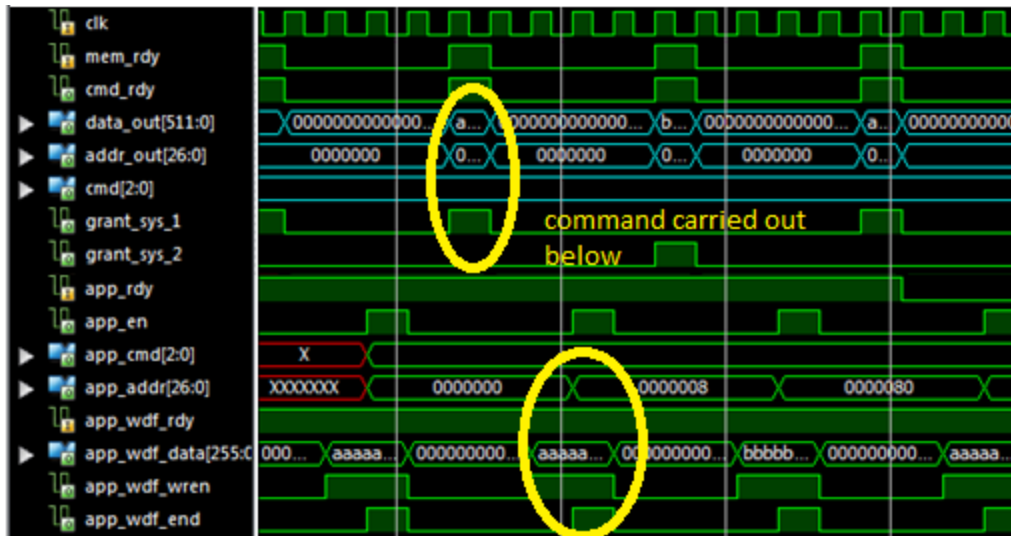 clk
mem_rdy
cmd_rdy
data_out[511:0] 0000000000000... a... 0000000000000... b... 0000000000000... a... 00000000000
addr_out[26:0] 0000000 0... 0000000 0... 0000000 0...
cmd[2:0]
grant_sys_1 command carried out
grant_sys_2 below
app_rdy
app_en
app_cmd[2:0] X
app_addr[26:0] XXXXXXX 0000000 0000008 0000080
app_wdf_rdy
app_wdf_data[255:0 000... aaaaa... 000000000... aaaaa... 000000000... bbbbb... 000000000... aaaaa...
app_wdf_wren
app_wdf_end